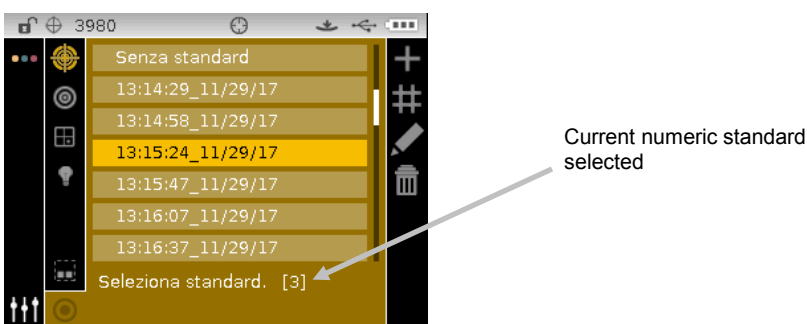 3980
Senza standard
13:14:29_11/29/17
13:14:58_11/29/17
13:15:24_11/29/17
13:15:47_11/29/17
13:16:07_11/29/17
13:16:37_11/29/17
Seleziona standard. [3]
Current numeric standard
selected